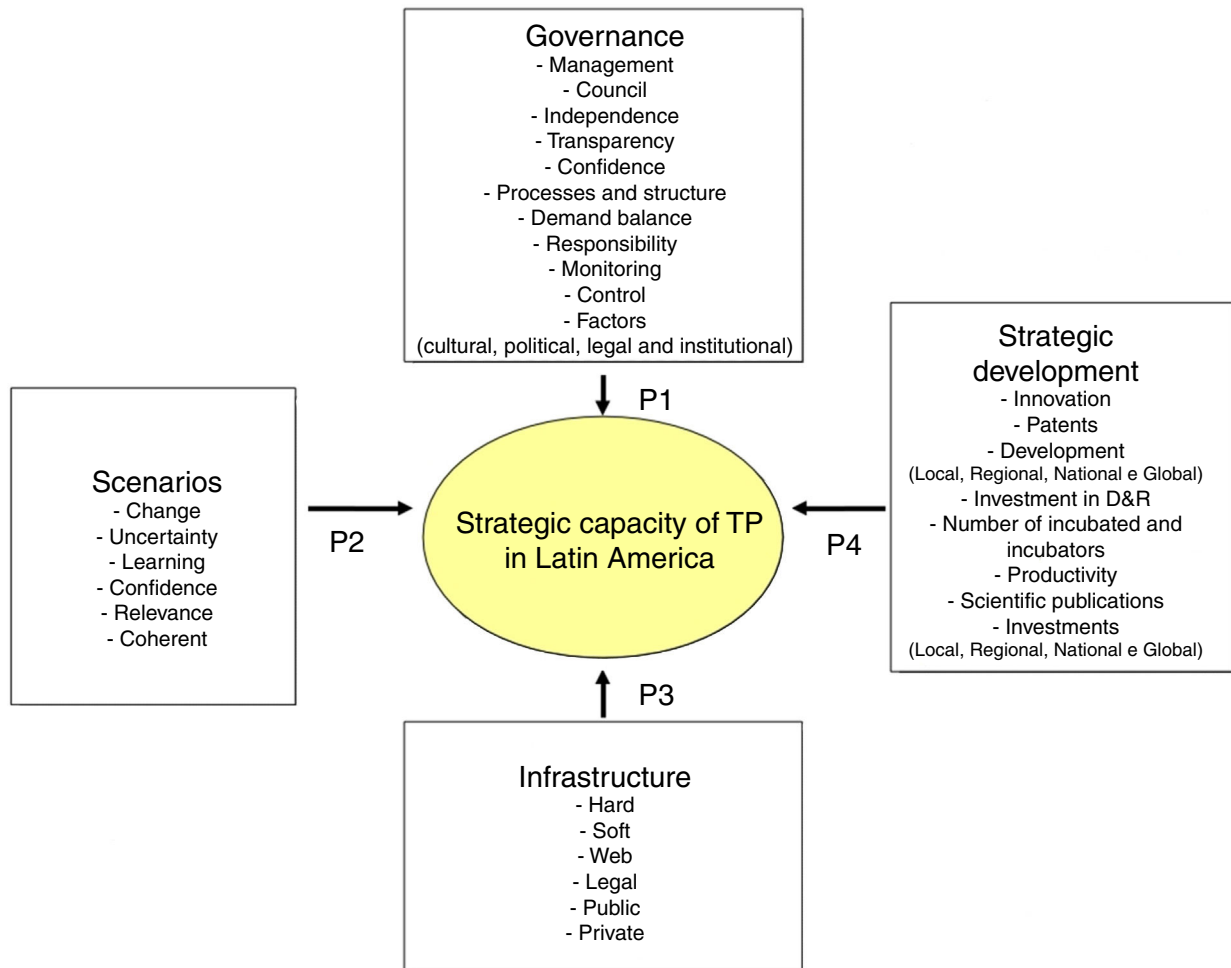 Governance
- Management
- Council
- Independence
- Transparency
- Confidence
- Processes and structure
- Demand balance
- Responsibility
- Monitoring
- Control
- Factors
(cultural, political, legal and institutional)
P1
Scenarios
- Change
- Uncertainty
- Learning
- Confidence
- Relevance
- Coherent
P2
Strategic capacity of TP
in Latin America
P4
Strategic
development
- Innovation
- Patents
- Development
(Local, Regional, National e Global)
- Investment in D&R
- Number of incubated and
incubators
- Productivity
- Scientific publications
- Investments
(Local, Regional, National e Global)
P3
Infrastructure
- Hard
- Soft
- Web
- Legal
- Public
- Private